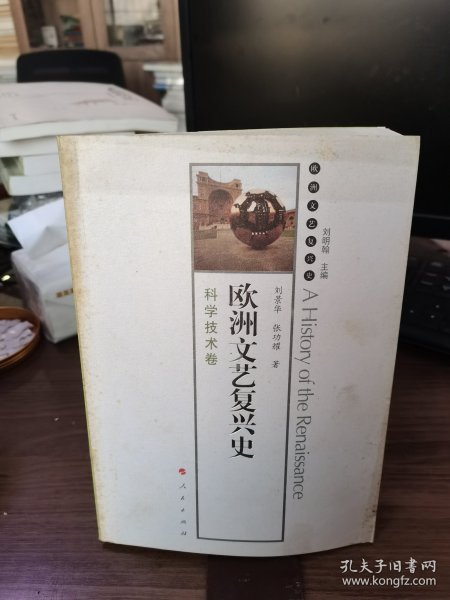 欧洲文艺复兴史
刘明翰 主编
A History of the Renaissance
刘景华 张功耀 著
欧洲文艺复兴史
科学技术卷
人民出版社
孔夫子旧书网
www.kongfz.com